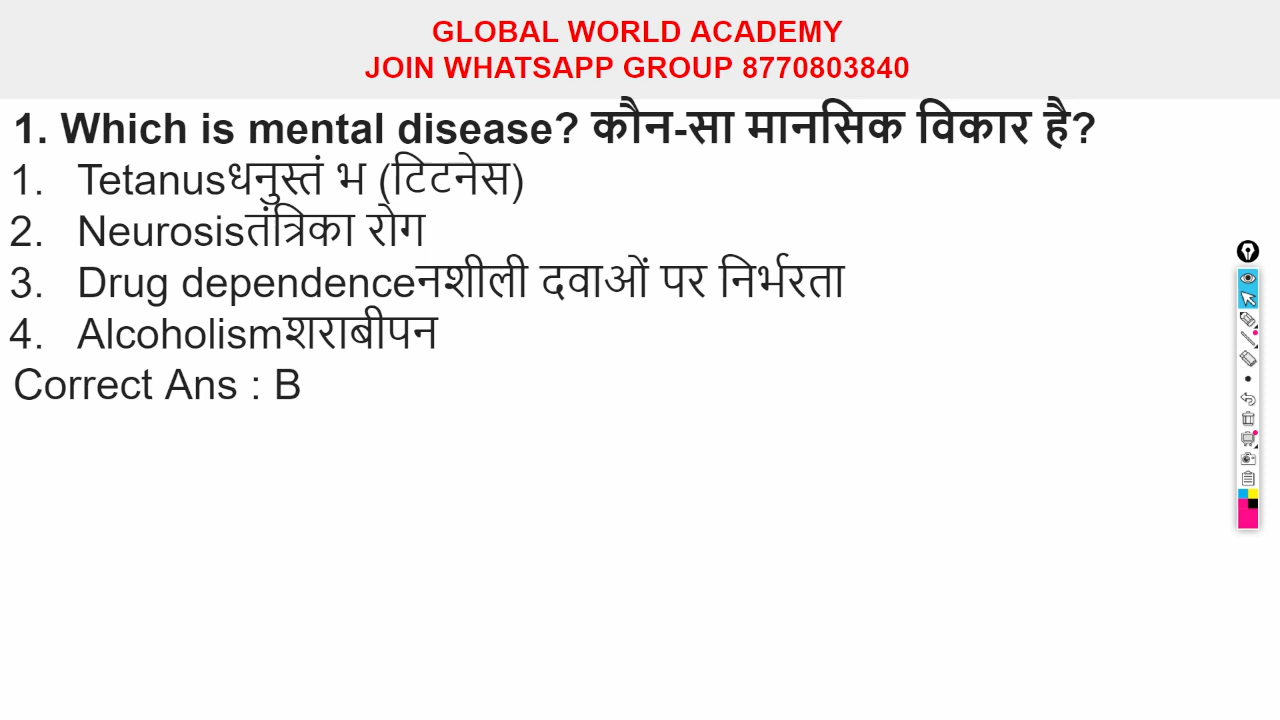 GLOBAL WORLD ACADEMY
JOIN WHATSAPP GROUP 8770803840
1. Which is mental disease? कौन-सा मानसिक विकार है?
1. Tetanusधनुस्तं भ (टिटनेस)
2. Neurosisतंत्रिका रोग
3. Drug dependenceनशीली दवाओं पर निर्भरता
4. Alcoholismशराबीपन
Correct Ans : B